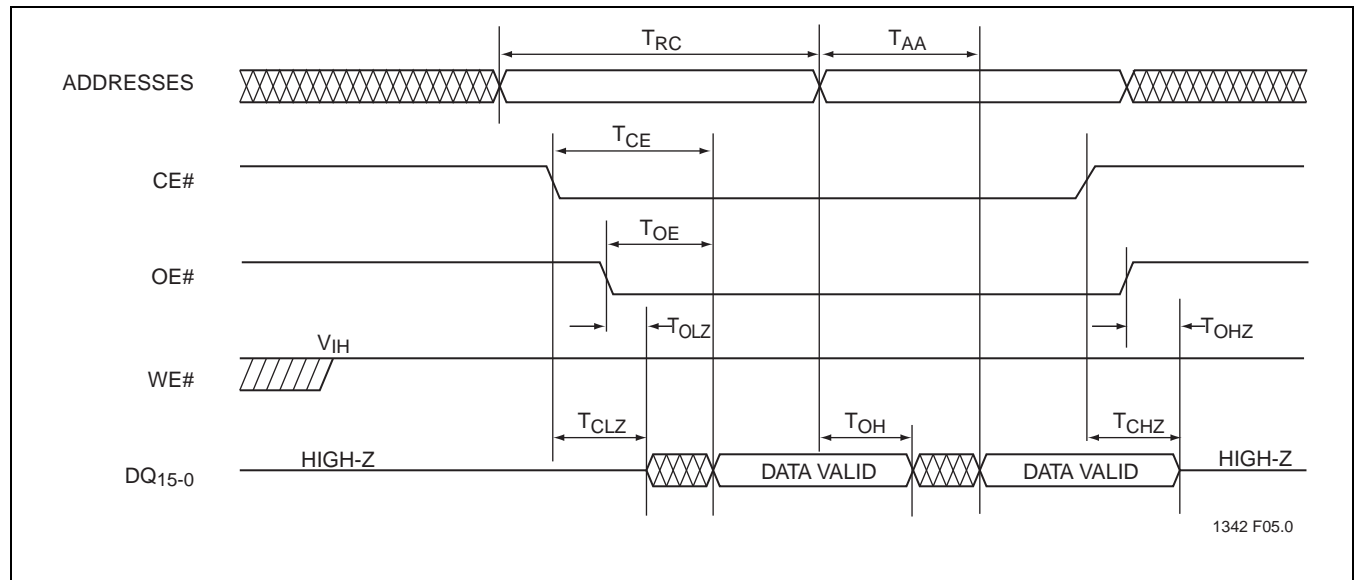 TRC TAA
ADDRESSES
TCE
CE#
TOE
OE#
TOLZ TOHZ
VIH
WE#
TCLZ TOH TCHZ
HIGH-Z DATA VALID DATA VALID HIGH-Z
DQ15-0
1342 F05.0